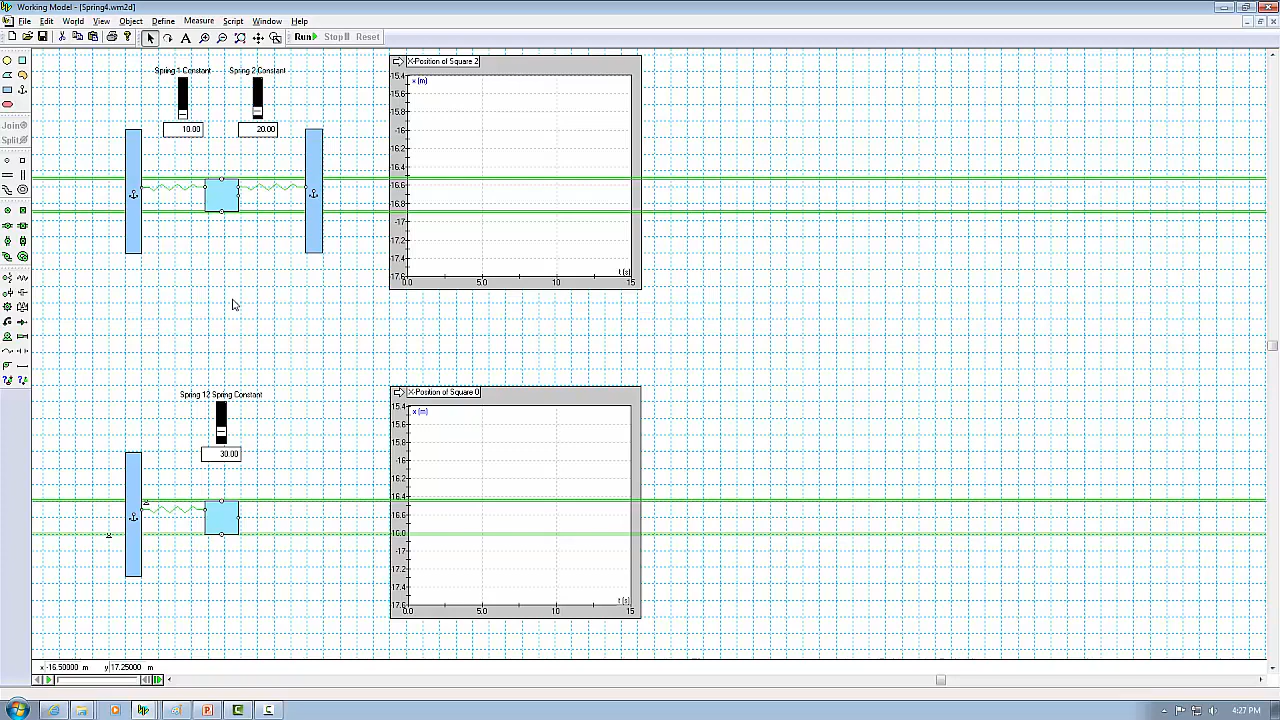 Working Model - [Spring4.wm2d]
File Edit World View Object Define Measure Script Window Help
Run Stop Reset
Spring 1 Constant Spring 2 Constant
10.00 20.00
X-Position of Square 2
x (m)
15.4
15.6
15.8
-16
16.2
16.4
16.6
16.8
-17
17.2
17.4
17.6
t (s)
0.0 5.0 10 15
Join
Split
Spring 12 Spring Constant
30.00
X-Position of Square
x (m)
15.4
15.6
15.8
-16
16.2
16.4
16.6
-17
17.2
17.4
t (s)
0.0 5.0 10 15
x -16.50000 m y 17.25000 m
4:27 PM